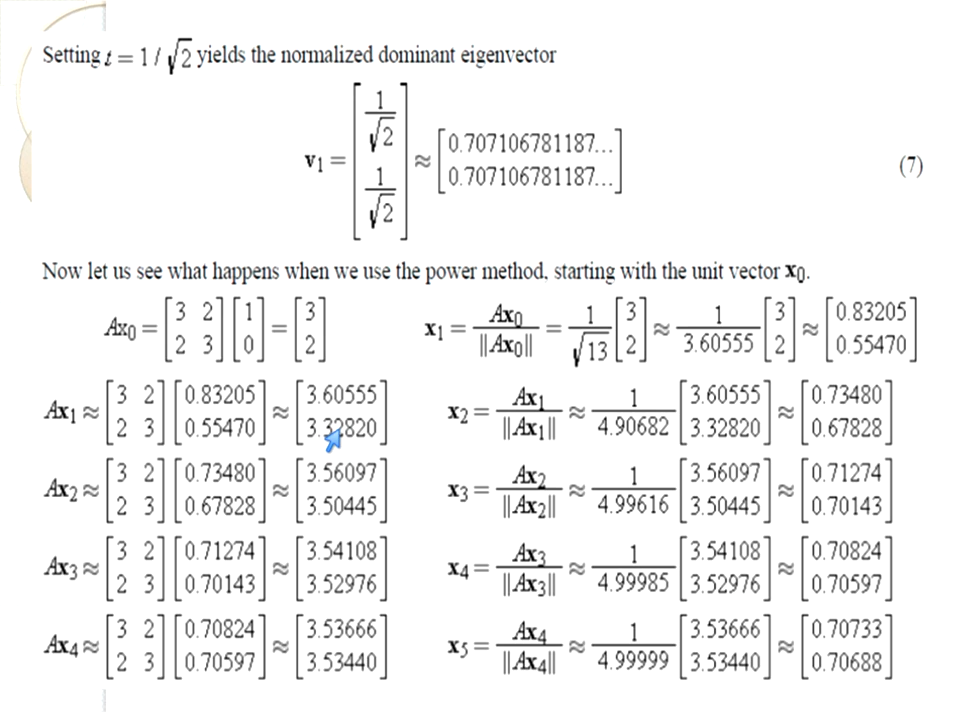 Setting t = 1 / √2 yields the normalized dominant eigenvector
v₁ = [1/√2; 1/√2] ≈ [0.707106781187...; 0.707106781187...] (7)
Now let us see what happens when we use the power method, starting with the unit vector x₀.
Ax₀ = [3 2; 2 3] [1; 0] = [3; 2] x₁ = Ax₀/||Ax₀|| = 1/√13 [3; 2] ≈ 1/3.60555 [3; 2] ≈ [0.83205; 0.55470]
Ax₁ ≈ [3 2; 2 3] [0.83205; 0.55470] ≈ [3.60555; 3.32820] x₂ = Ax₁/||Ax₁|| ≈ 1/4.90682 [3.60555; 3.32820] ≈ [0.73480; 0.67828]
Ax₂ ≈ [3 2; 2 3] [0.73480; 0.67828] ≈ [3.56097; 3.50445] x₃ = Ax₂/||Ax₂|| ≈ 1/4.99616 [3.56097; 3.50445] ≈ [0.71274; 0.70143]
Ax₃ ≈ [3 2; 2 3] [0.71274; 0.70143] ≈ [3.54108; 3.52976] x₄ = Ax₃/||Ax₃|| ≈ 1/4.99985 [3.54108; 3.52976] ≈ [0.70824; 0.70597]
Ax₄ ≈ [3 2; 2 3] [0.70824; 0.70597] ≈ [3.53666; 3.53440] x₅ = Ax₄/||Ax₄|| ≈ 1/4.99999 [3.53666; 3.53440] ≈ [0.70733; 0.70688]